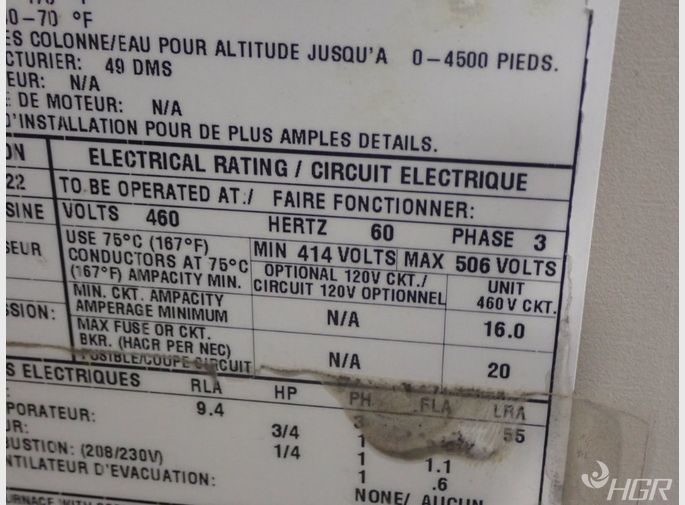 0-70 °F
ES COLONNE/EAU POUR ALTITUDE JUSQU'A 0-4500 PIEDS.
CTURIER: 49 DMS
EUR: N/A
E DE MOTEUR: N/A
D'INSTALLATION POUR DE PLUS AMPLES DETAILS.
ON ELECTRICAL RATING / CIRCUIT ELECTRIQUE
22 TO BE OPERATED AT:/ FAIRE FONCTIONNER:
SINE VOLTS 460 HERTZ 60 PHASE 3
SEUR USE 75°C (167°F) CONDUCTORS AT 75°C (167°F) AMPACITY MIN. MIN 414 VOLTS MAX 506 VOLTS
OPTIONAL 120V CKT./ CIRCUIT 120V OPTIONNEL UNIT 460V CKT.
SSION: MIN. CKT. AMPACITY AMPERAGE MINIMUM N/A 16.0
MAX FUSE OR CKT. BKR. (HACR PER NEC) FUSIBLE/COUPE CIRCUIT N/A 20
S ELECTRIQUES RLA HP PH FLA LRA
PORATEUR: 9.4 3 55
UR: 3/4 1
BUSTION: (208/230V) 1/4 1 1.1
ENTILATEUR D'EVACUATION: 1 .6
NONE/ AUCUN
HGR